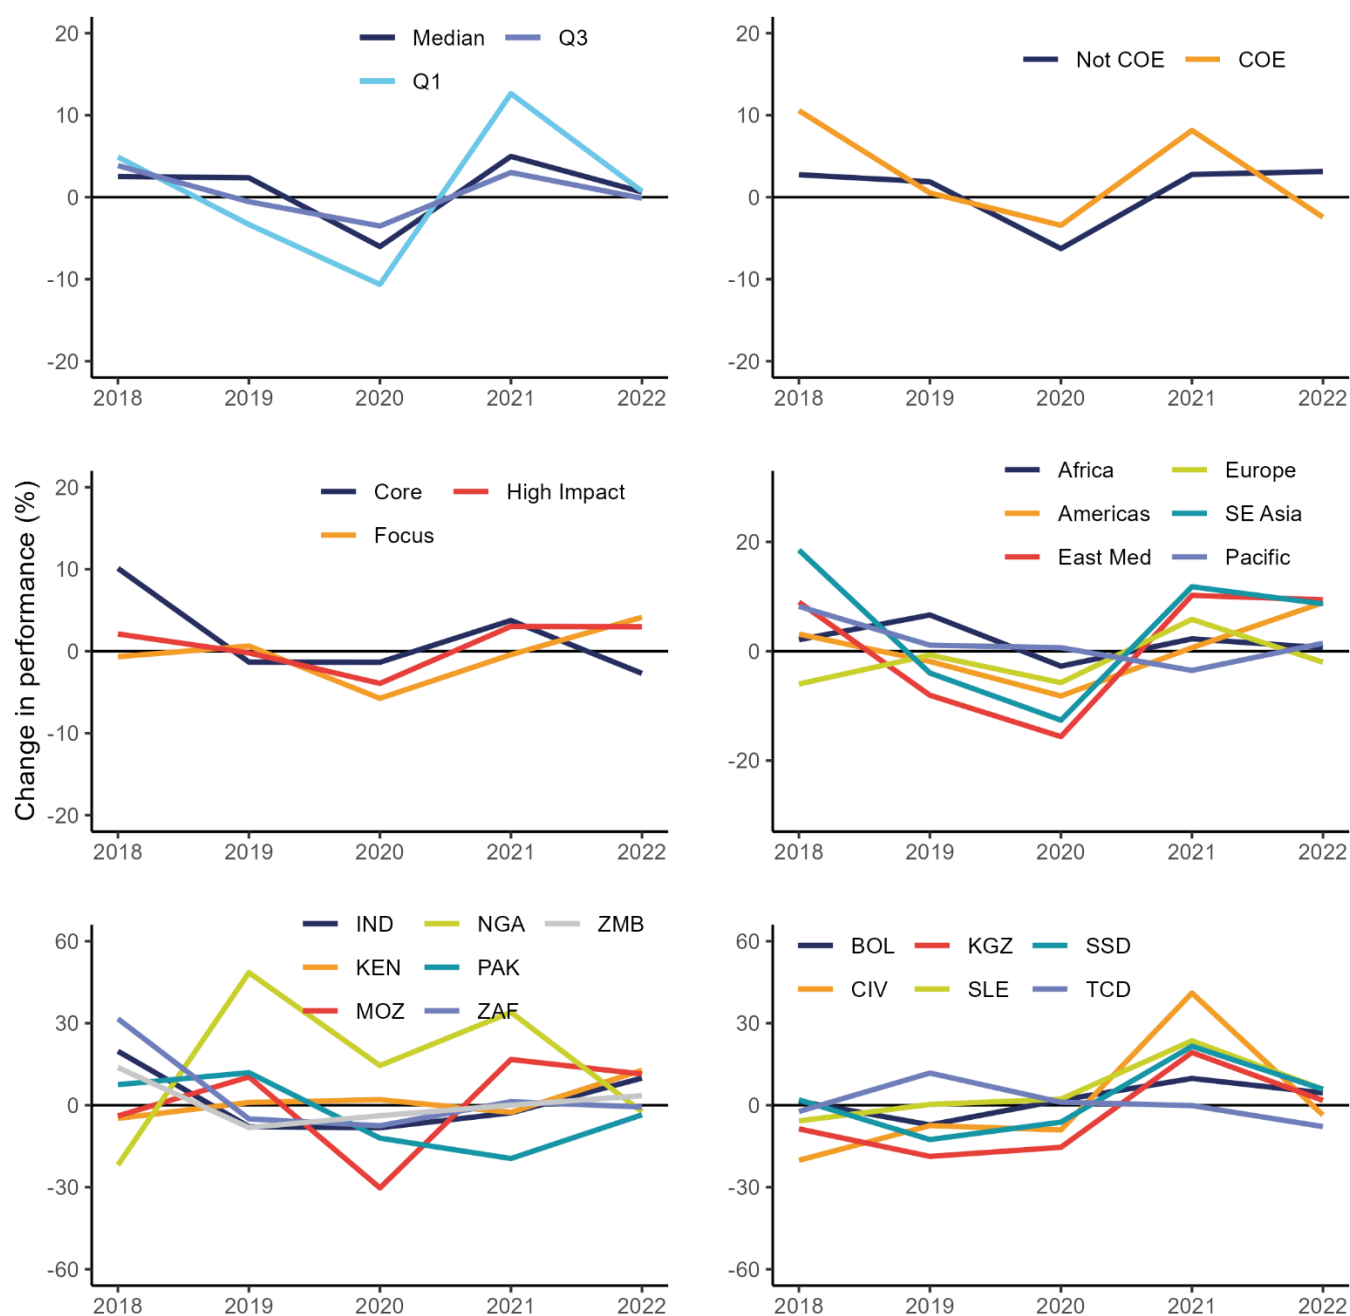 20
10
0
-10
-20
Median Q3
Q1
2018 2019 2020 2021 2022
20
10
0
-10
-20
Not COE COE
2018 2019 2020 2021 2022
Change in performance (%)
20
10
0
-10
-20
Core High Impact
Focus
2018 2019 2020 2021 2022
Africa Europe
Americas SE Asia
East Med Pacific
20
0
-20
2018 2019 2020 2021 2022
60
30
0
-30
-60
IND NGA ZMB
KEN PAK
MOZ ZAF
2018 2019 2020 2021 2022
60
30
0
-30
-60
BOL KGZ SSD
CIV SLE TCD
2018 2019 2020 2021 2022